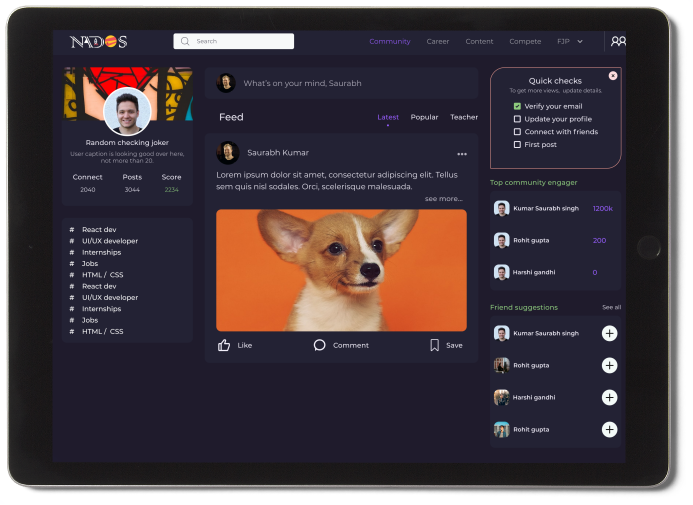 NADOS
Search
Community
Career
Content
Compete
FJP
Random checking joker
User caption is looking good over here,
not more than 20.
Connect Posts Score
2040 3044 2234
# React dev
# UI/UX developer
# Internships
# Jobs
# HTML / CSS
# React dev
# UI/UX developer
# Internships
# Jobs
# HTML / CSS
What's on your mind, Saurabh
Feed
Latest Popular Teacher
Saurabh Kumar
Lorem ipsum dolor sit amet, consectetur adipiscing elit. Tellus
sem quis nisl sodales. Orci, scelerisque malesuada.
see more...
Like Comment Save
Quick checks
To get more views, update details.
Verify your email
Update your profile
Connect with friends
First post
Top community engager
Kumar Saurabh singh 1200k
Rohit gupta 200
Harshi gandhi 0
Friend suggestions See all
Kumar Saurabh singh
Rohit gupta
Harshi gandhi
Rohit gupta